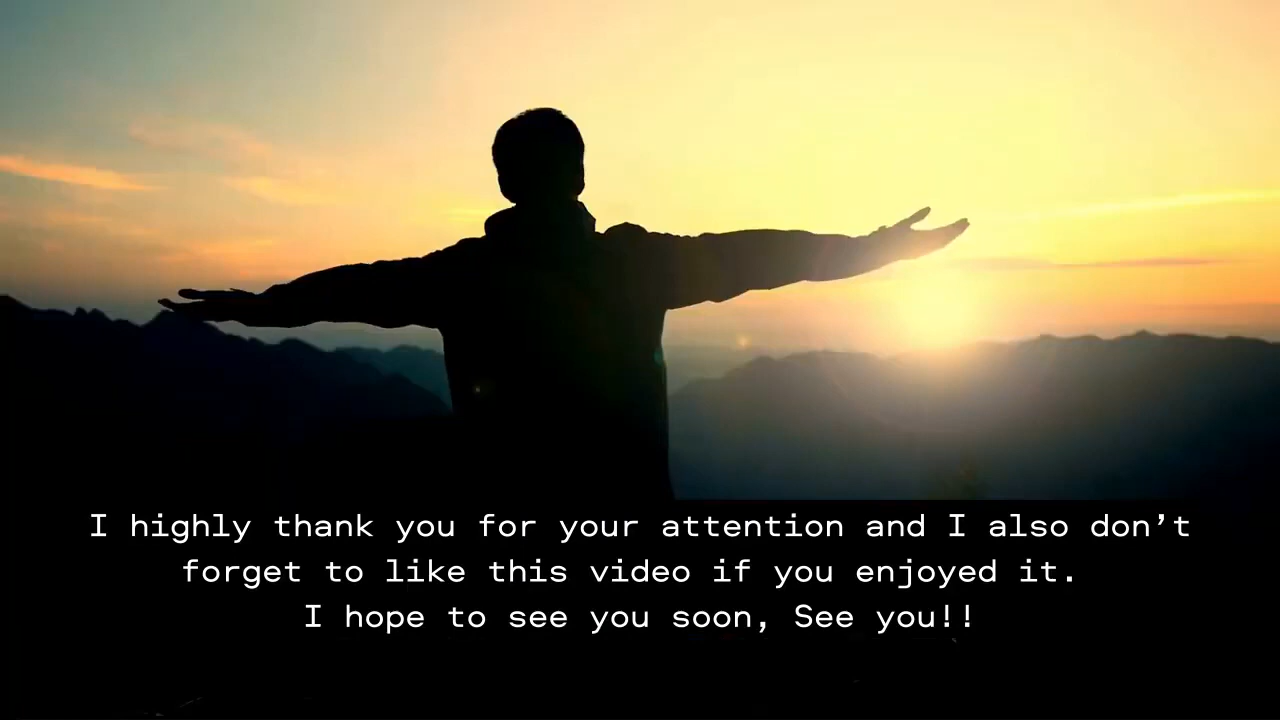 I highly thank you for your attention and I also don’t
forget to like this video if you enjoyed it.
I hope to see you soon, See you!!